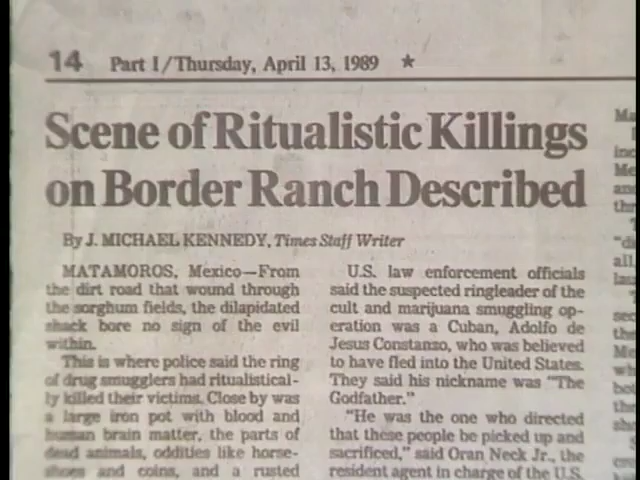 14 Part I/Thursday, April 13, 1989 ★
Scene of Ritualistic Killings
on Border Ranch Described
By J. MICHAEL KENNEDY, Times Staff Writer
MATAMOROS, Mexico—From
the dirt road that wound through
the sorghum fields, the dilapidated
shack bore no sign of the evil
within.
This is where police said the ring
of drug smugglers had ritualistical-
ly killed their victims. Close by was
a large iron pot with blood and
human brain matter, the parts of
dead animals, oddities like horse-
shoes and coins, and a rusted
U.S. law enforcement officials
said the suspected ringleader of the
cult and marijuana smuggling op-
eration was a Cuban, Adolfo de
Jesus Constanzo, who was believed
to have fled into the United States.
They said his nickname was "The
Godfather."
"He was the one who directed
that these people be picked up and
sacrificed," said Oran Neck Jr., the
resident agent in charge of the U.S.